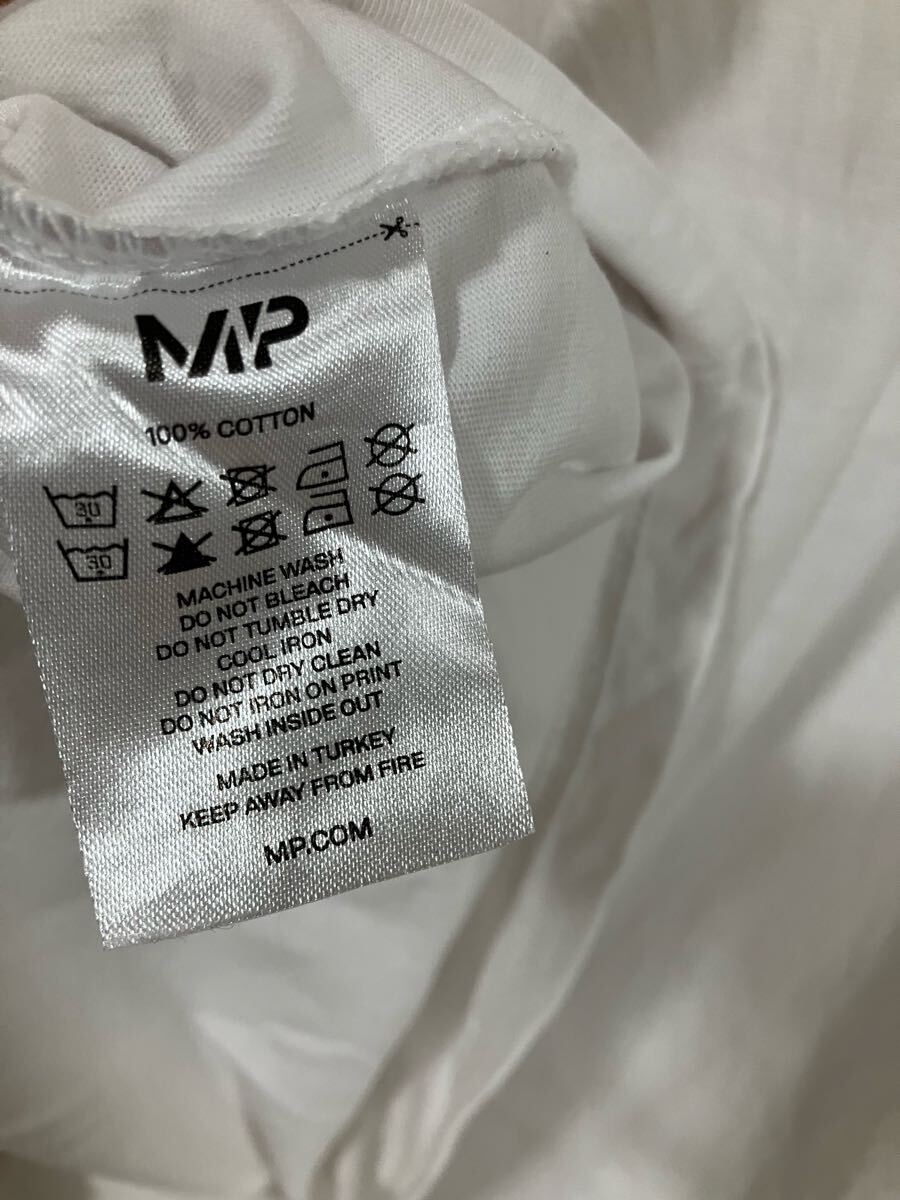 MP
100% COTTON
30
30
MACHINE WASH
DO NOT BLEACH
DO NOT TUMBLE DRY
COOL IRON
DO NOT DRY CLEAN
DO NOT IRON ON PRINT
WASH INSIDE OUT
MADE IN TURKEY
KEEP AWAY FROM FIRE
MP.COM